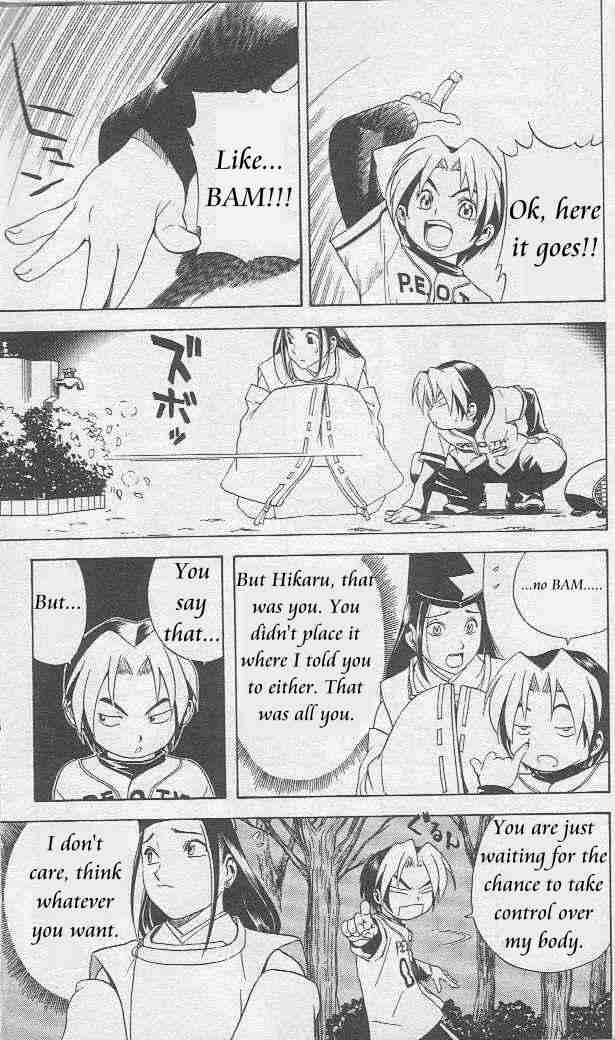 Ok, here
it goes!!
P.E O T
Like...
BAM!!!
ズボッ
...no BAM.....
But Hikaru, that
was you. You
didn't place it
where I told you
to either. That
was all you.
You
say
that...
But...
ぐるん
You are just
waiting for the
chance to take
control over
my body.
I don't
care, think
whatever
you want.